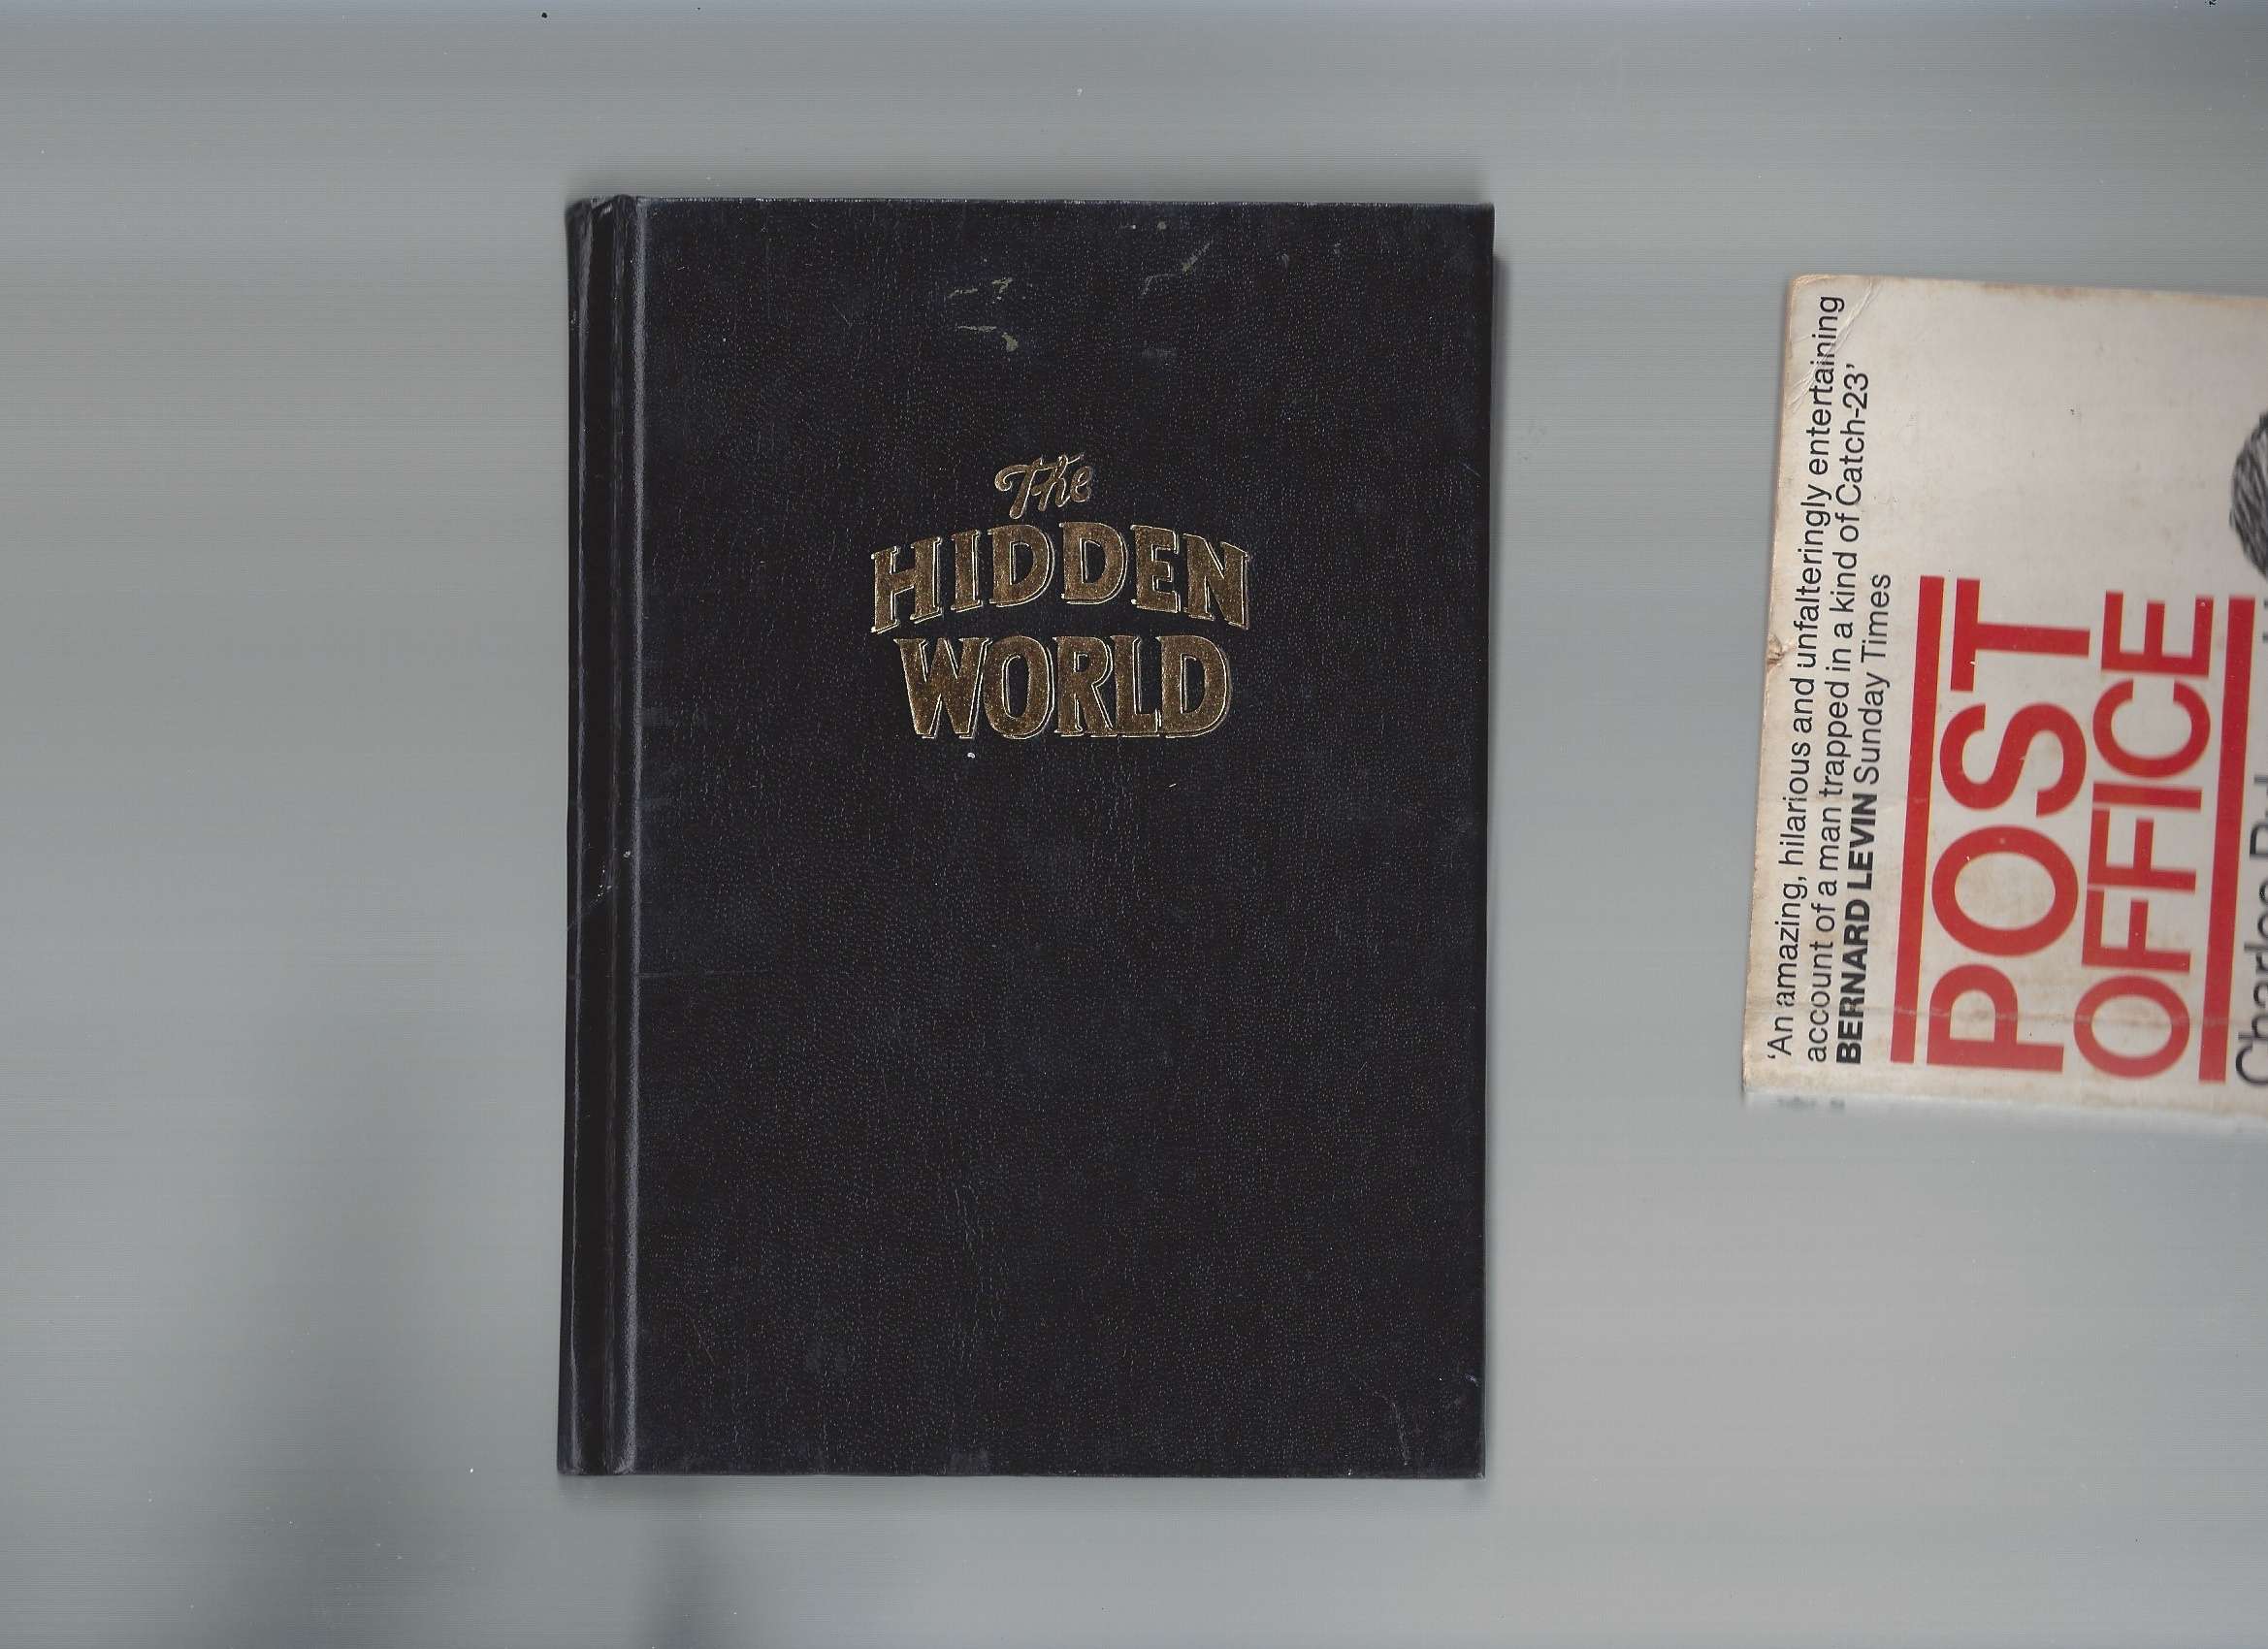 The
HIDDEN
WORLD
'An amazing, hilarious and unfalteringly entertaining
account of a man trapped in a kind of Catch-23'
BERNARD LEVIN Sunday Times
POST
OFFICE
Charles